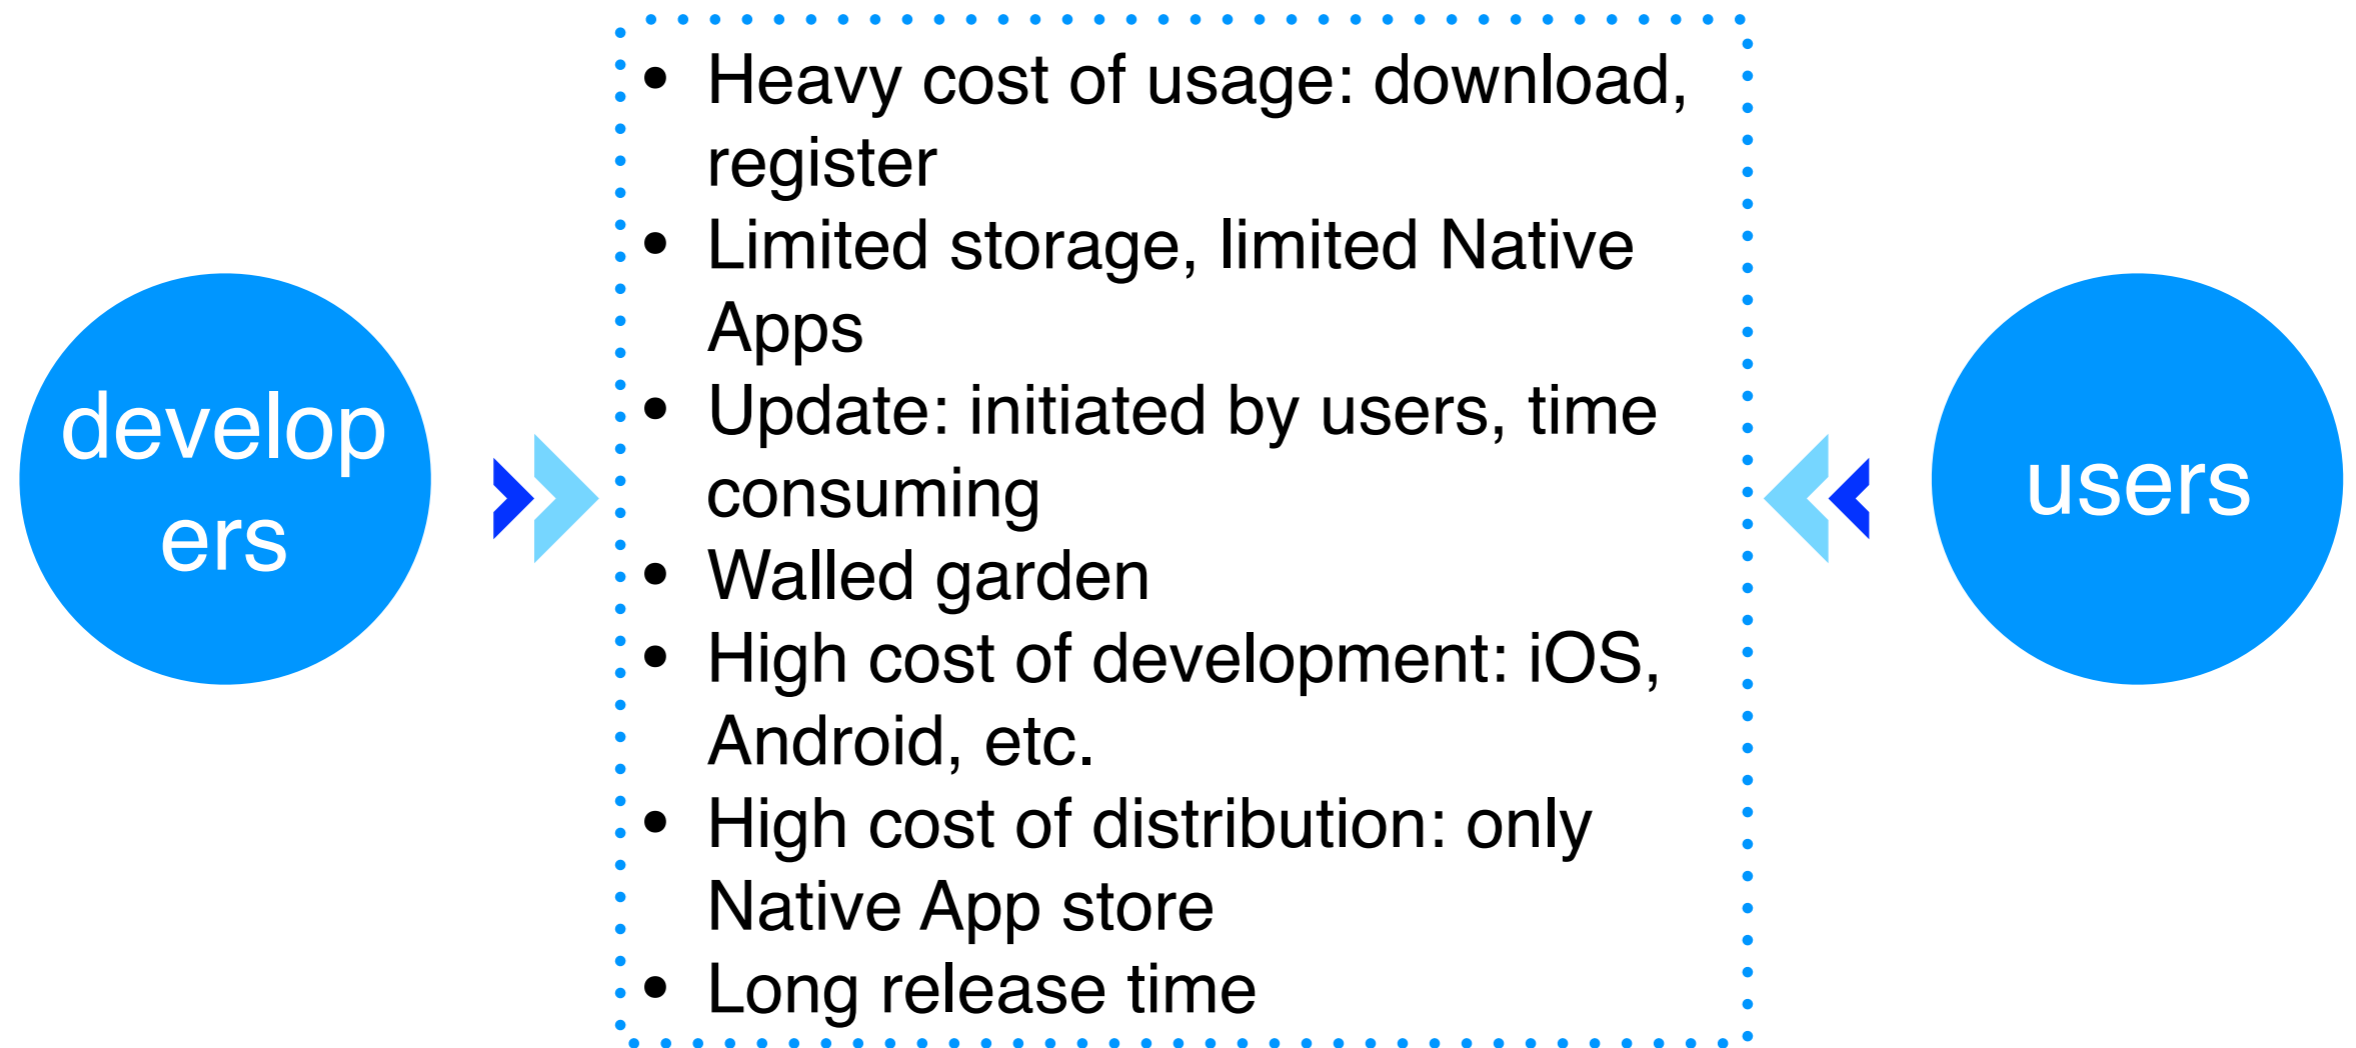 develop
ers
• Heavy cost of usage: download,
register
• Limited storage, limited Native
Apps
• Update: initiated by users, time
consuming
• Walled garden
• High cost of development: iOS,
Android, etc.
• High cost of distribution: only
Native App store
• Long release time
users